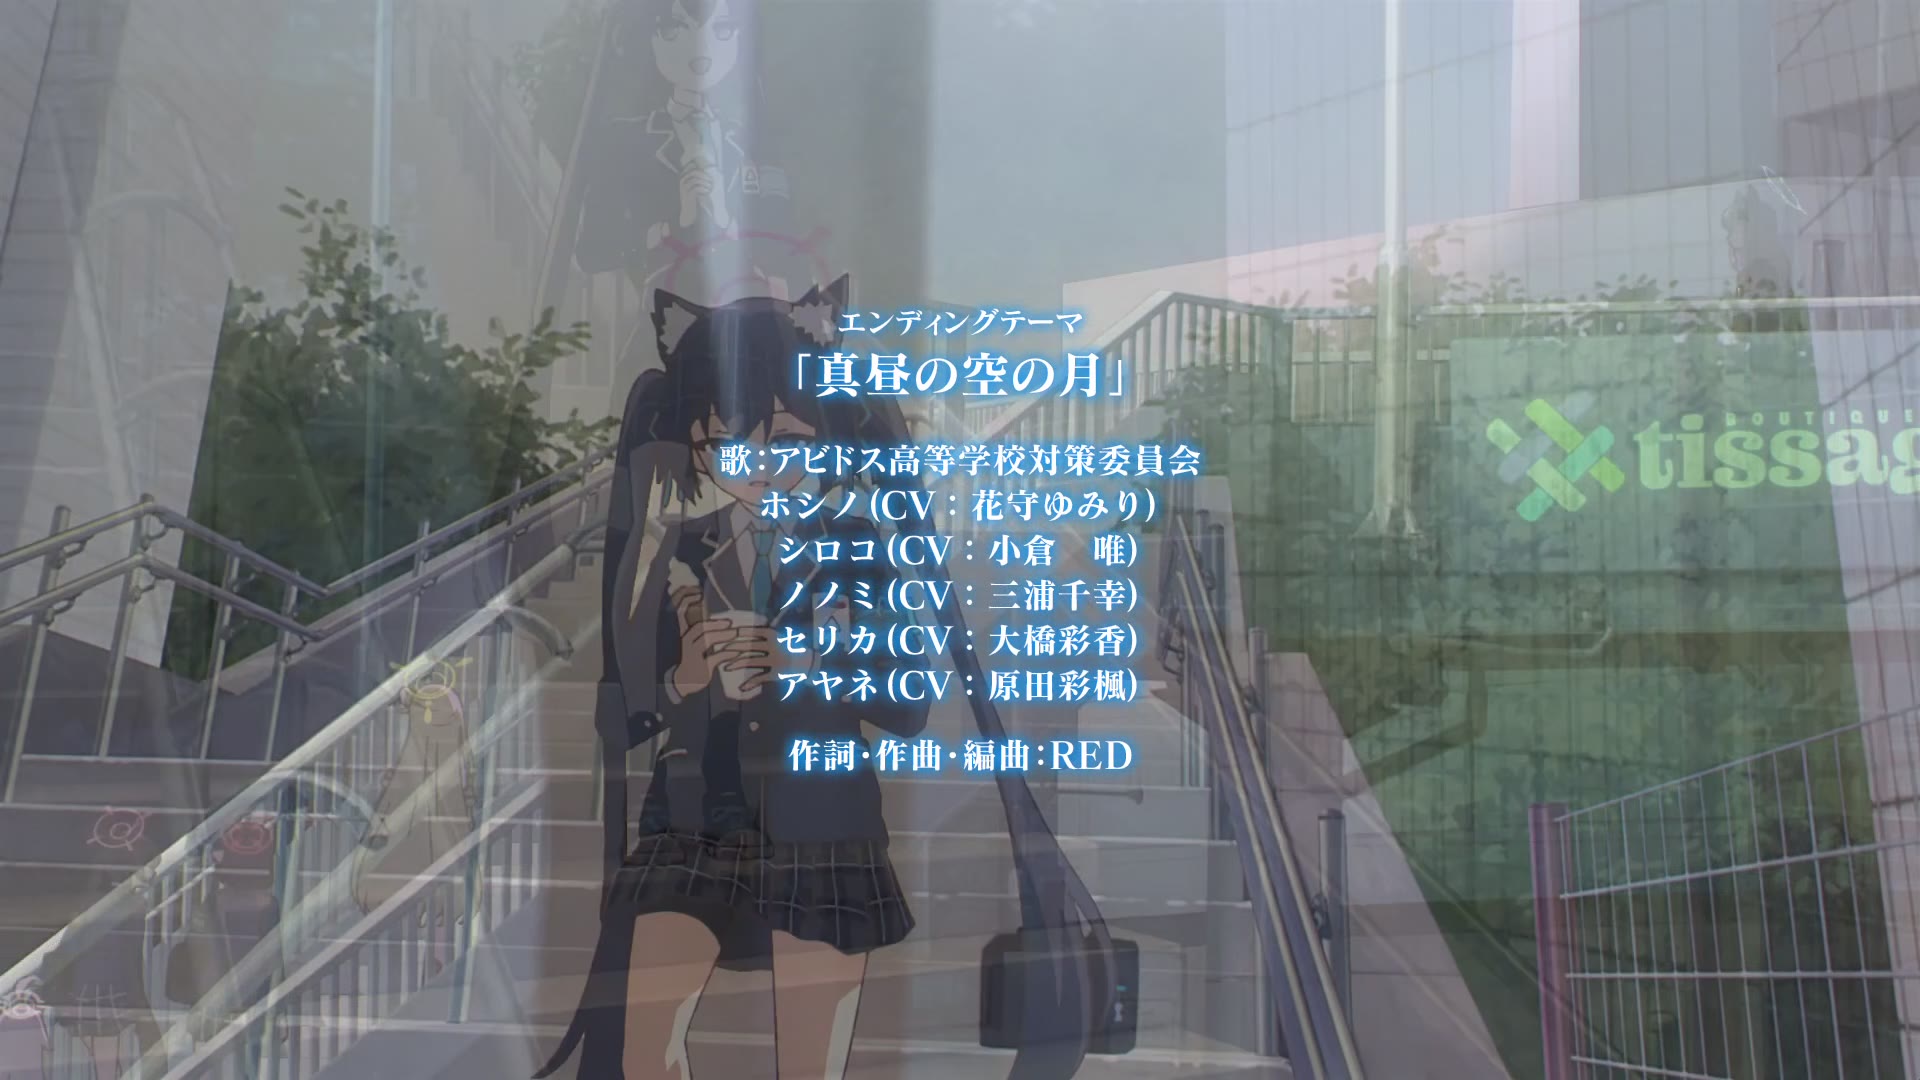 エンディングテーマ
「真昼の空の月」
歌：アビドス高等学校対策委員会
ホシノ(CV：花守ゆみり)
シロコ(CV：小倉　唯)
ノノミ(CV：三浦千幸)
セリカ(CV：大橋彩香)
アヤネ(CV：原田彩楓)
作詞・作曲・編曲：RED
BOUTIQUE
tissag